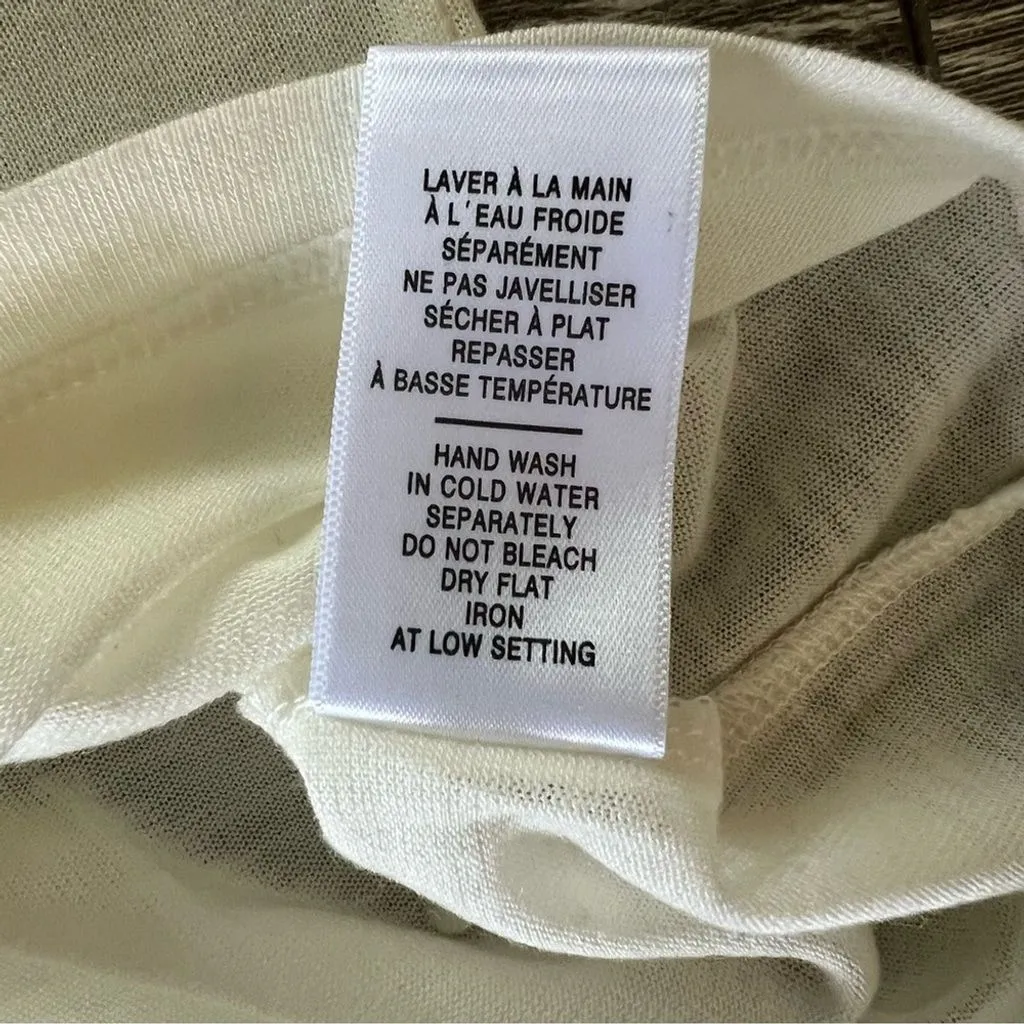 LAVER À LA MAIN
À L'EAU FROIDE
SÉPARÉMENT
NE PAS JAVELLISER
SÉCHER À PLAT
REPASSER
À BASSE TEMPÉRATURE
HAND WASH
IN COLD WATER
SEPARATELY
DO NOT BLEACH
DRY FLAT
IRON
AT LOW SETTING